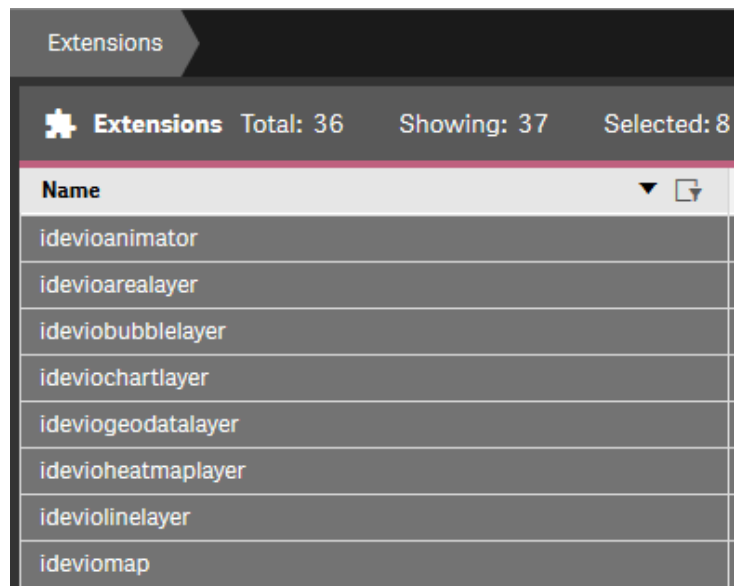 Extensions
Extensions Total: 36 Showing: 37 Selected: 8
Name
idevioanimator
idevioarealayer
ideviobubblelayer
ideviochartlayer
ideviogeodatalayer
idevioheatmaplayer
ideviolinelayer
ideviomap